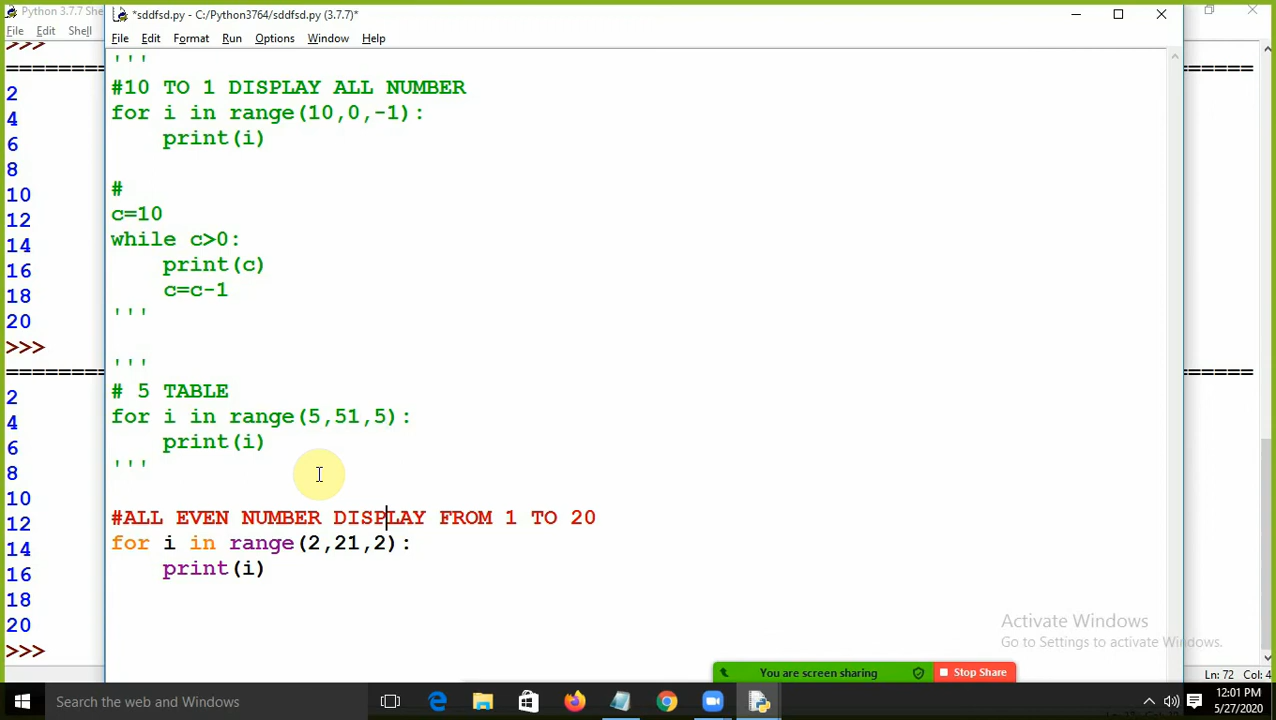 Python 3.7.7 She
*sddfsd.py - C:/Python3764/sddfsd.py (3.7.7)*
File Edit Shell
File Edit Format Run Options Window Help
>>>
2
4
6
8
10
12
14
16
18
20
>>>
2
4
6
8
10
12
14
16
18
20
>>>
'''
#10 TO 1 DISPLAY ALL NUMBER
for i in range(10,0,-1):
    print(i)
#
c=10
while c>0:
    print(c)
    c=c-1
'''
'''
# 5 TABLE
for i in range(5,51,5):
    print(i)
'''
#ALL EVEN NUMBER DISPLAY FROM 1 TO 20
for i in range(2,21,2):
    print(i)
Activate Windows
Go to Settings to activate Windows.
You are screen sharing
Stop Share
Ln: 72 Col: 4
Search the web and Windows
12:01 PM
5/27/2020